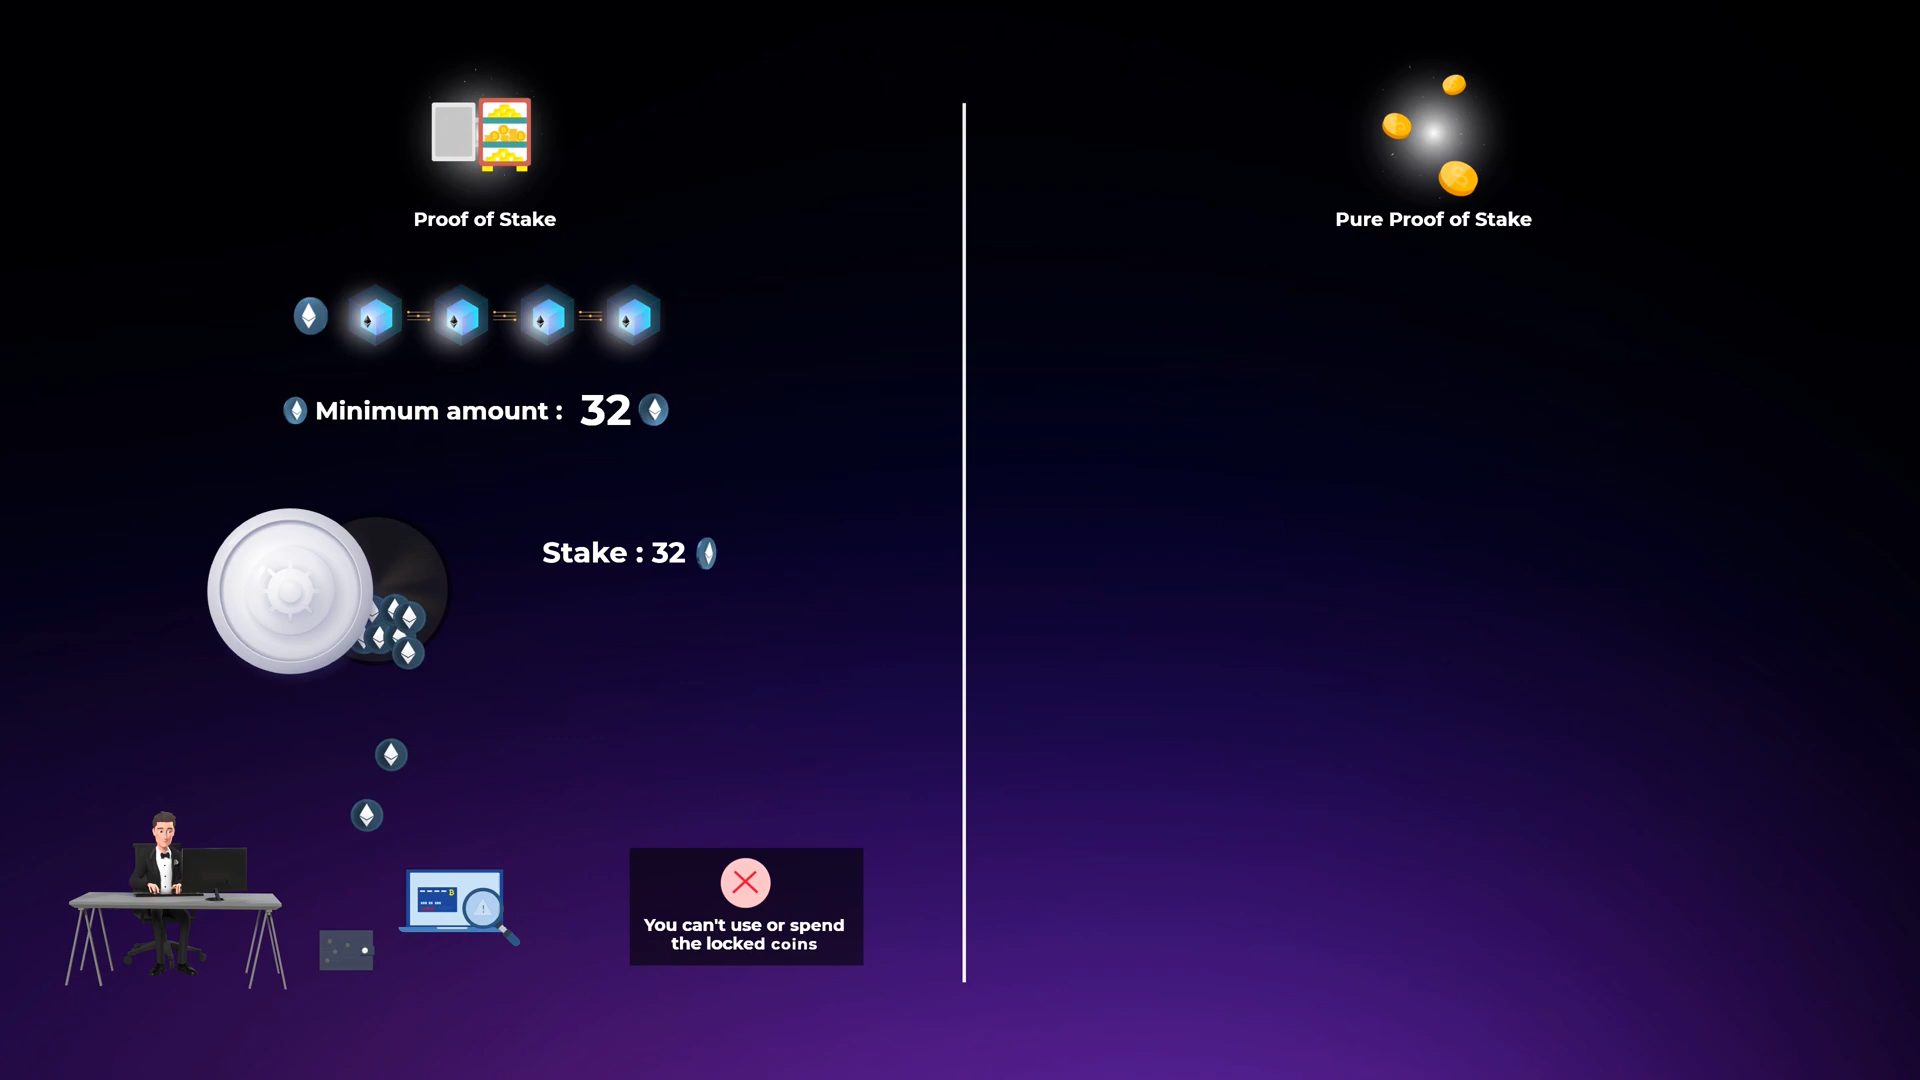 Proof of Stake
Pure Proof of Stake
Minimum amount : 32
Stake : 32
You can't use or spend
the locked coins